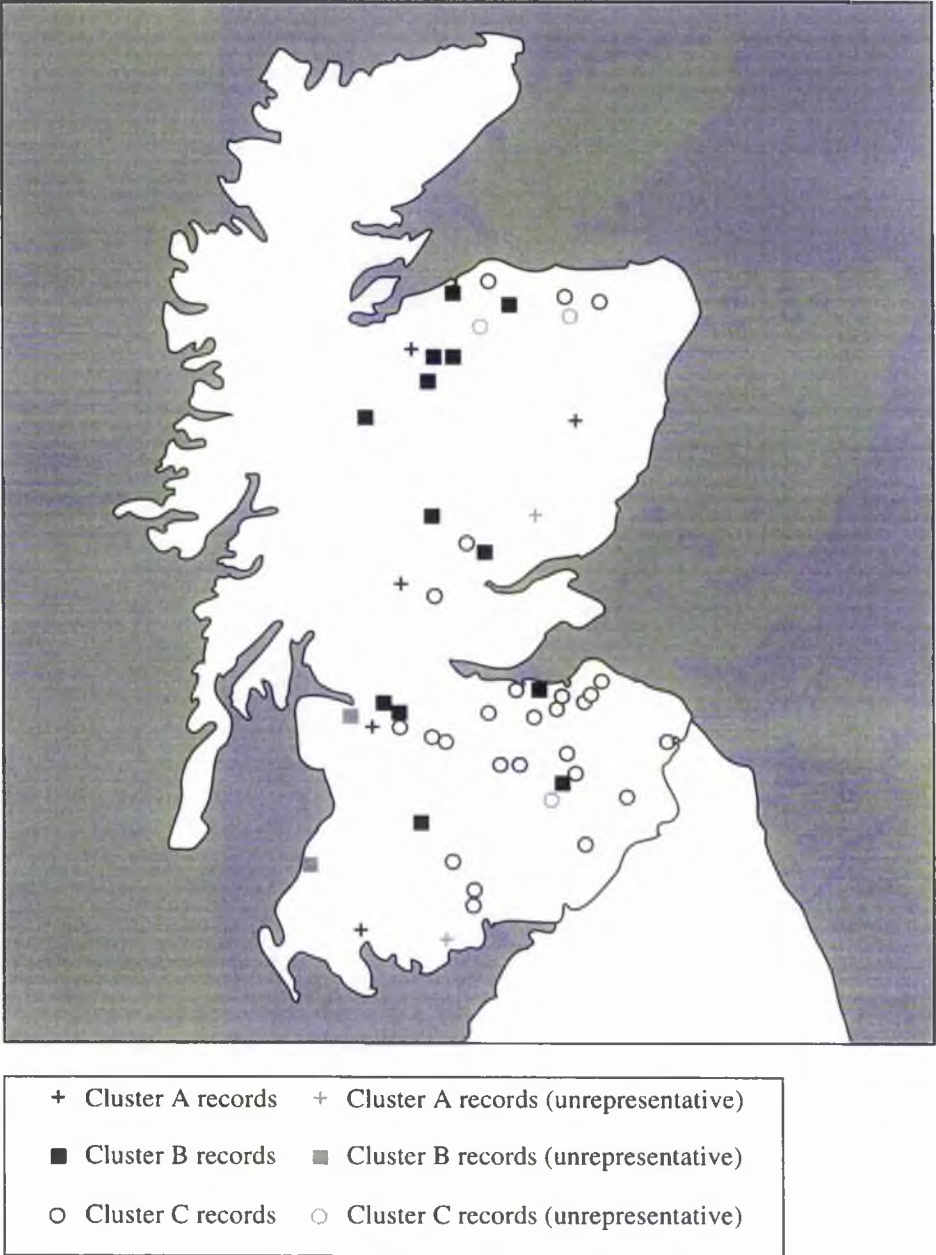 + Cluster A records + Cluster A records (unrepresentative)
■ Cluster B records ■ Cluster B records (unrepresentative)
○ Cluster C records ○ Cluster C records (unrepresentative)